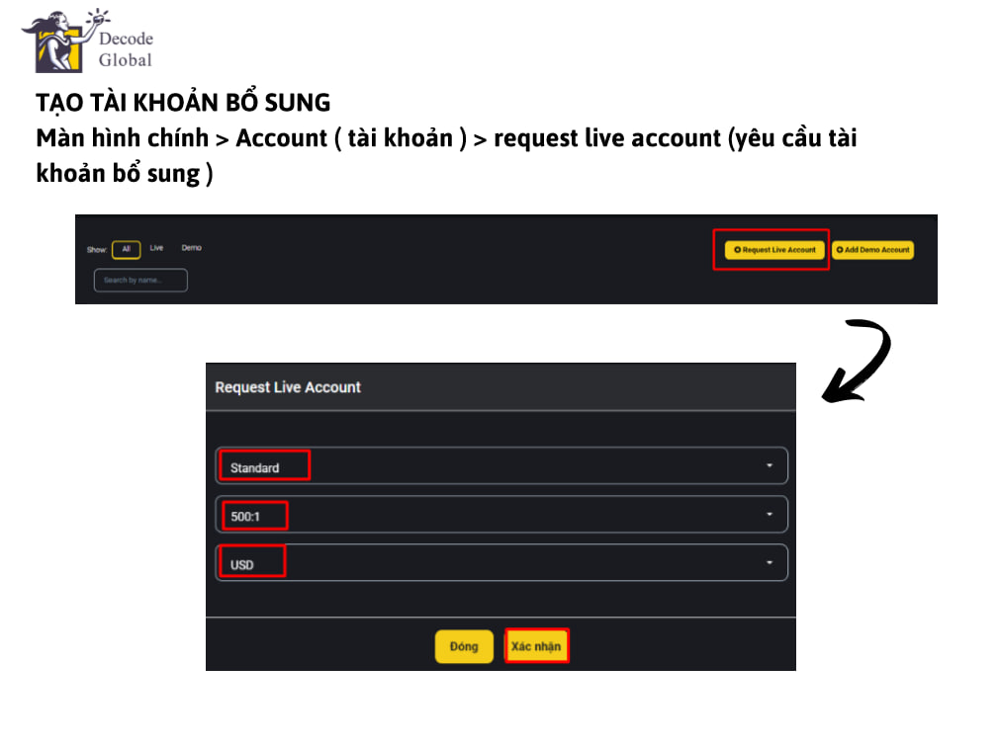 Decode
Global
TẠO TÀI KHOẢN BỔ SUNG
Màn hình chính > Account ( tài khoản ) > request live account (yêu cầu tài
khoản bổ sung )
Show: All Live Demo
Request Live Account Add Demo Account
Search by name...
Request Live Account
Standard
500:1
USD
Đóng Xác nhận